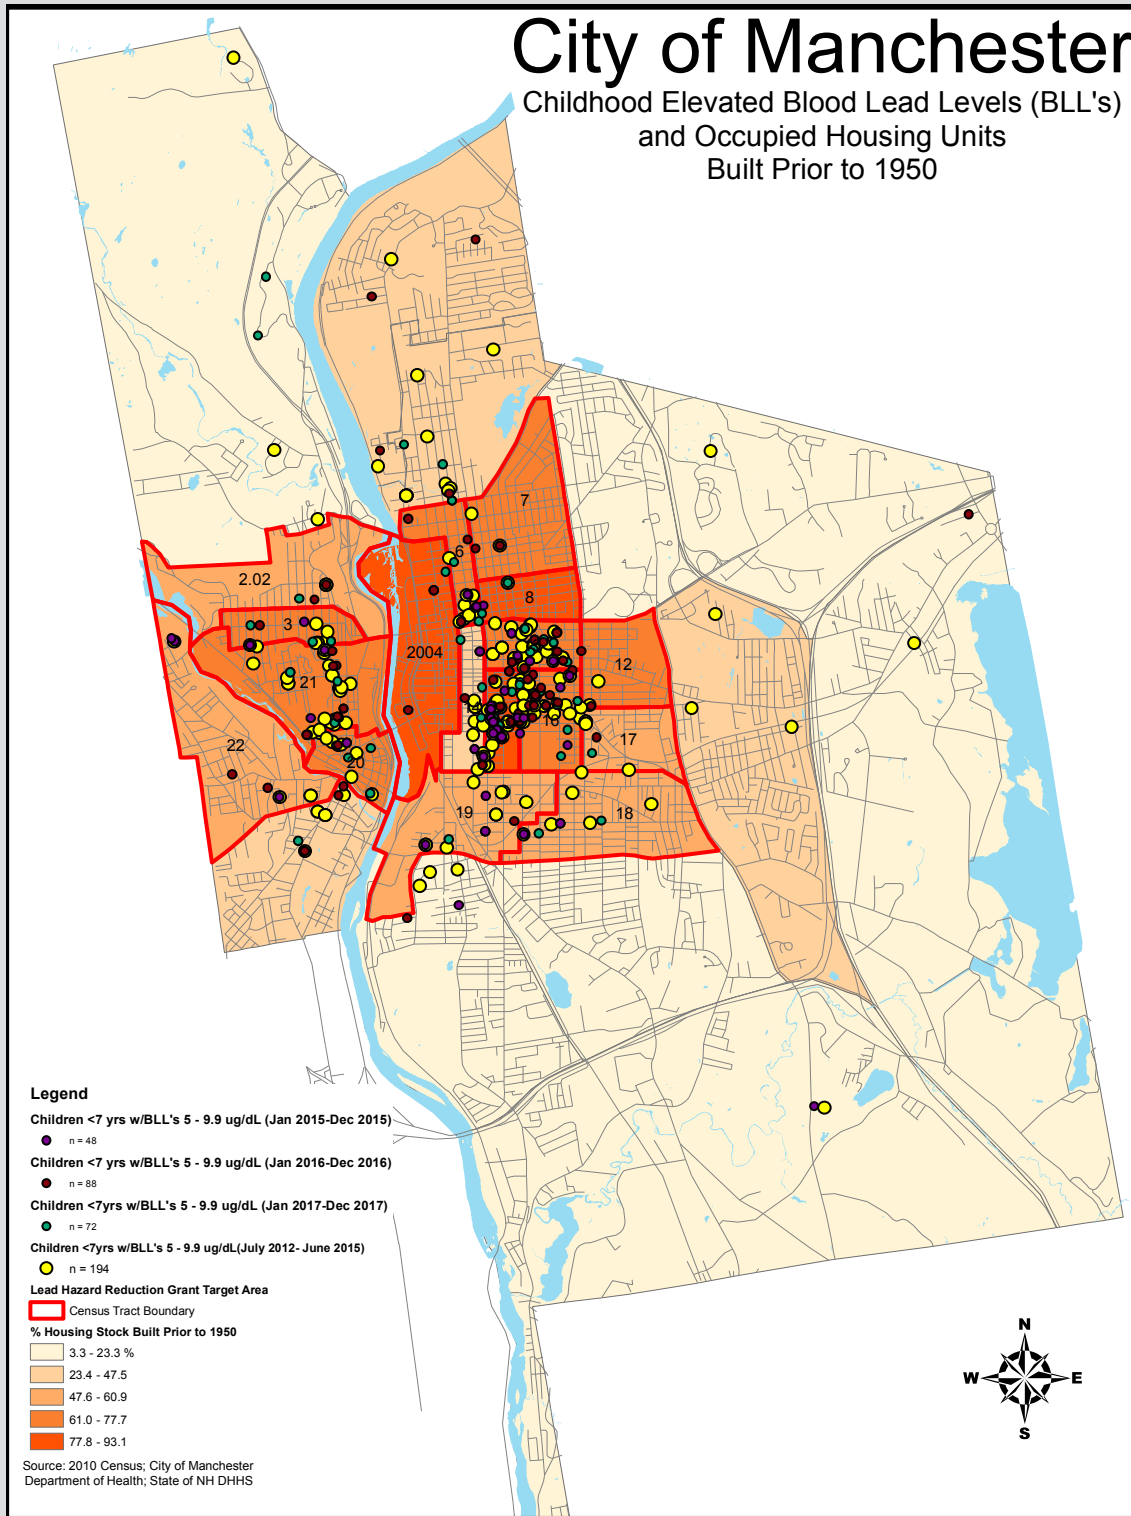 City of Manchester
Childhood Elevated Blood Lead Levels (BLL's)
and Occupied Housing Units
Built Prior to 1950
7
6
2.02
8
3
2004
12
21
16
17
22
20
19
18
Legend
Children <7 yrs w/BLL's 5 - 9.9 ug/dL (Jan 2015-Dec 2015)
n = 48
Children <7 yrs w/BLL's 5 - 9.9 ug/dL (Jan 2016-Dec 2016)
n = 88
Children <7yrs w/BLL's 5 - 9.9 ug/dL (Jan 2017-Dec 2017)
n = 72
Children <7yrs w/BLL's 5 - 9.9 ug/dL(July 2012- June 2015)
n = 194
Lead Hazard Reduction Grant Target Area
Census Tract Boundary
% Housing Stock Built Prior to 1950
3.3 - 23.3 %
23.4 - 47.5
47.6 - 60.9
61.0 - 77.7
77.8 - 93.1
Source: 2010 Census; City of Manchester
Department of Health; State of NH DHHS
N
W
E
S